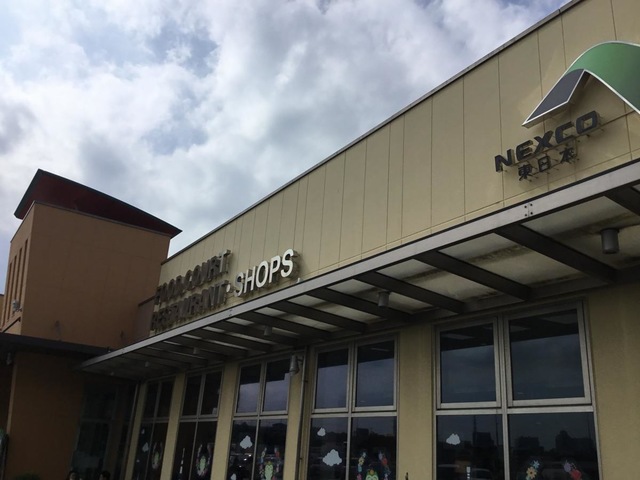 FOOD COURT
RESTAURANT・SHOPS
NEXCO
東日本